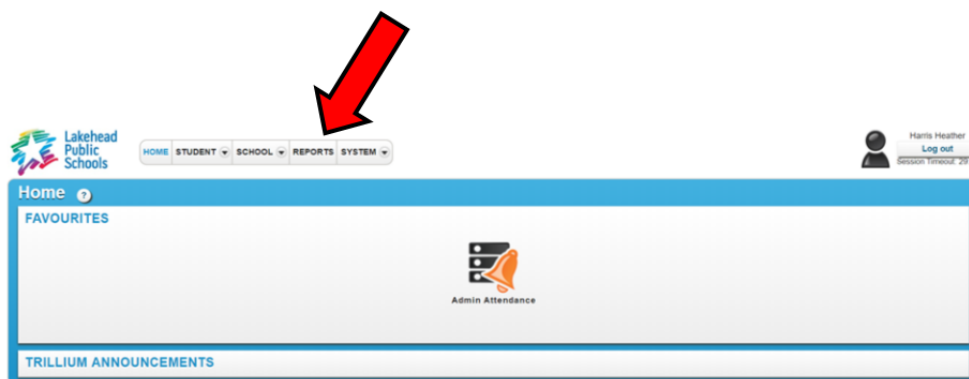 Lakehead
Public
Schools
HOME STUDENT SCHOOL REPORTS SYSTEM
Harris Heather
Log out
Session Timeout: 29
Home ?
FAVOURITES
Admin Attendance
TRILLIUM ANNOUNCEMENTS